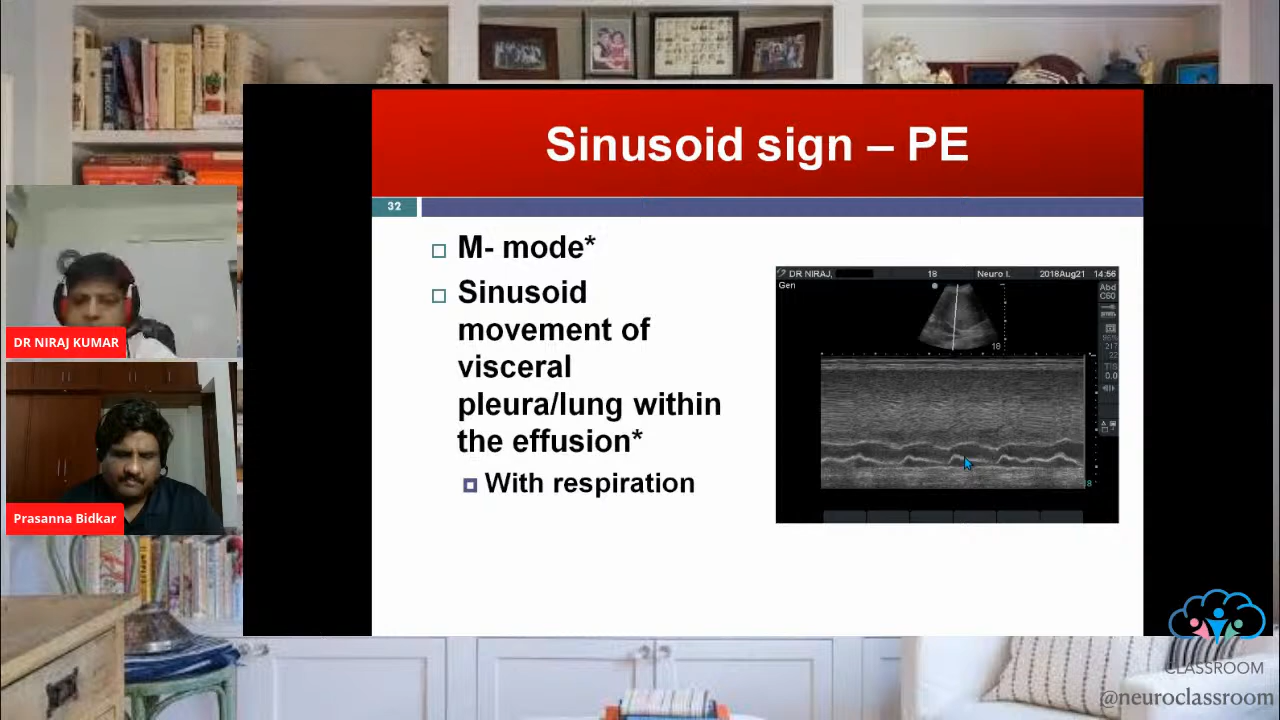 Sinusoid sign – PE
32
M- mode*
Sinusoid
movement of
visceral
pleura/lung within
the effusion*
With respiration
DR NIRAJ,
18
Neuro I.
2018Aug21
14:56
Gen
Abd
C60
18
DR NIRAJ KUMAR
Prasanna Bidkar
CLASSROOM
@neuroclassroom